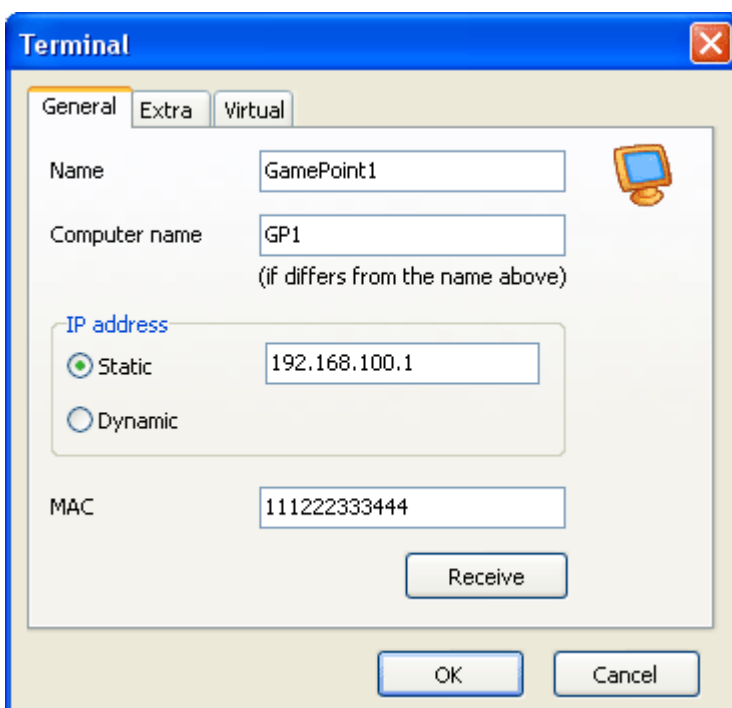 Terminal
General Extra Virtual
Name GamePoint1
Computer name GP1
(if differs from the name above)
IP address
Static 192.168.100.1
Dynamic
MAC 111222333444
Receive
OK Cancel